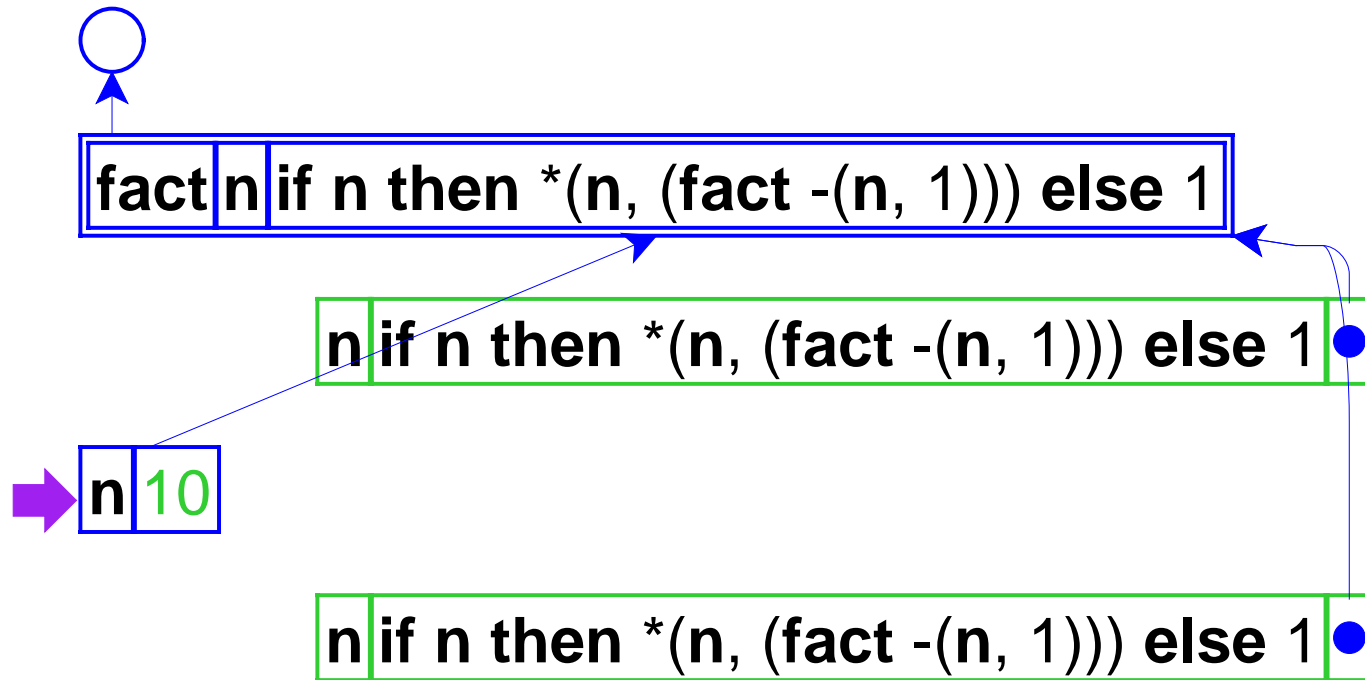 fact n if n then *(n, (fact -(n, 1))) else 1
n if n then *(n, (fact -(n, 1))) else 1
n 10
n if n then *(n, (fact -(n, 1))) else 1